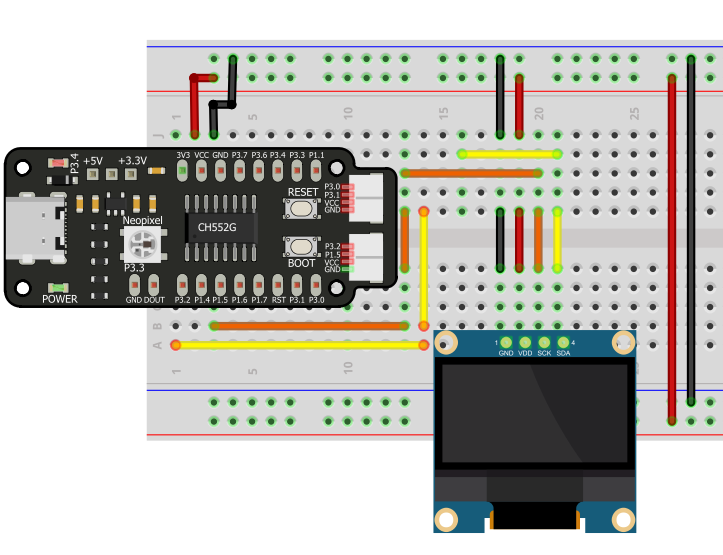 1 5 10 15 20 25
J
3V3 VCC GND P3.7 P3.6 P3.4 P3.3 P1.1
P3.4
+5V +3.3V
RESET
P3.0
P3.1
VCC
GND
Neopixel
CH552G
P3.2
P1.5
VCC
GND
BOOT
P3.3
POWER
GND DOUT P3.2 P1.4 P1.5 P1.6 P1.7 RST P3.1 P3.0
B
A
1 GND VDD SCK SDA 4
1 5 10